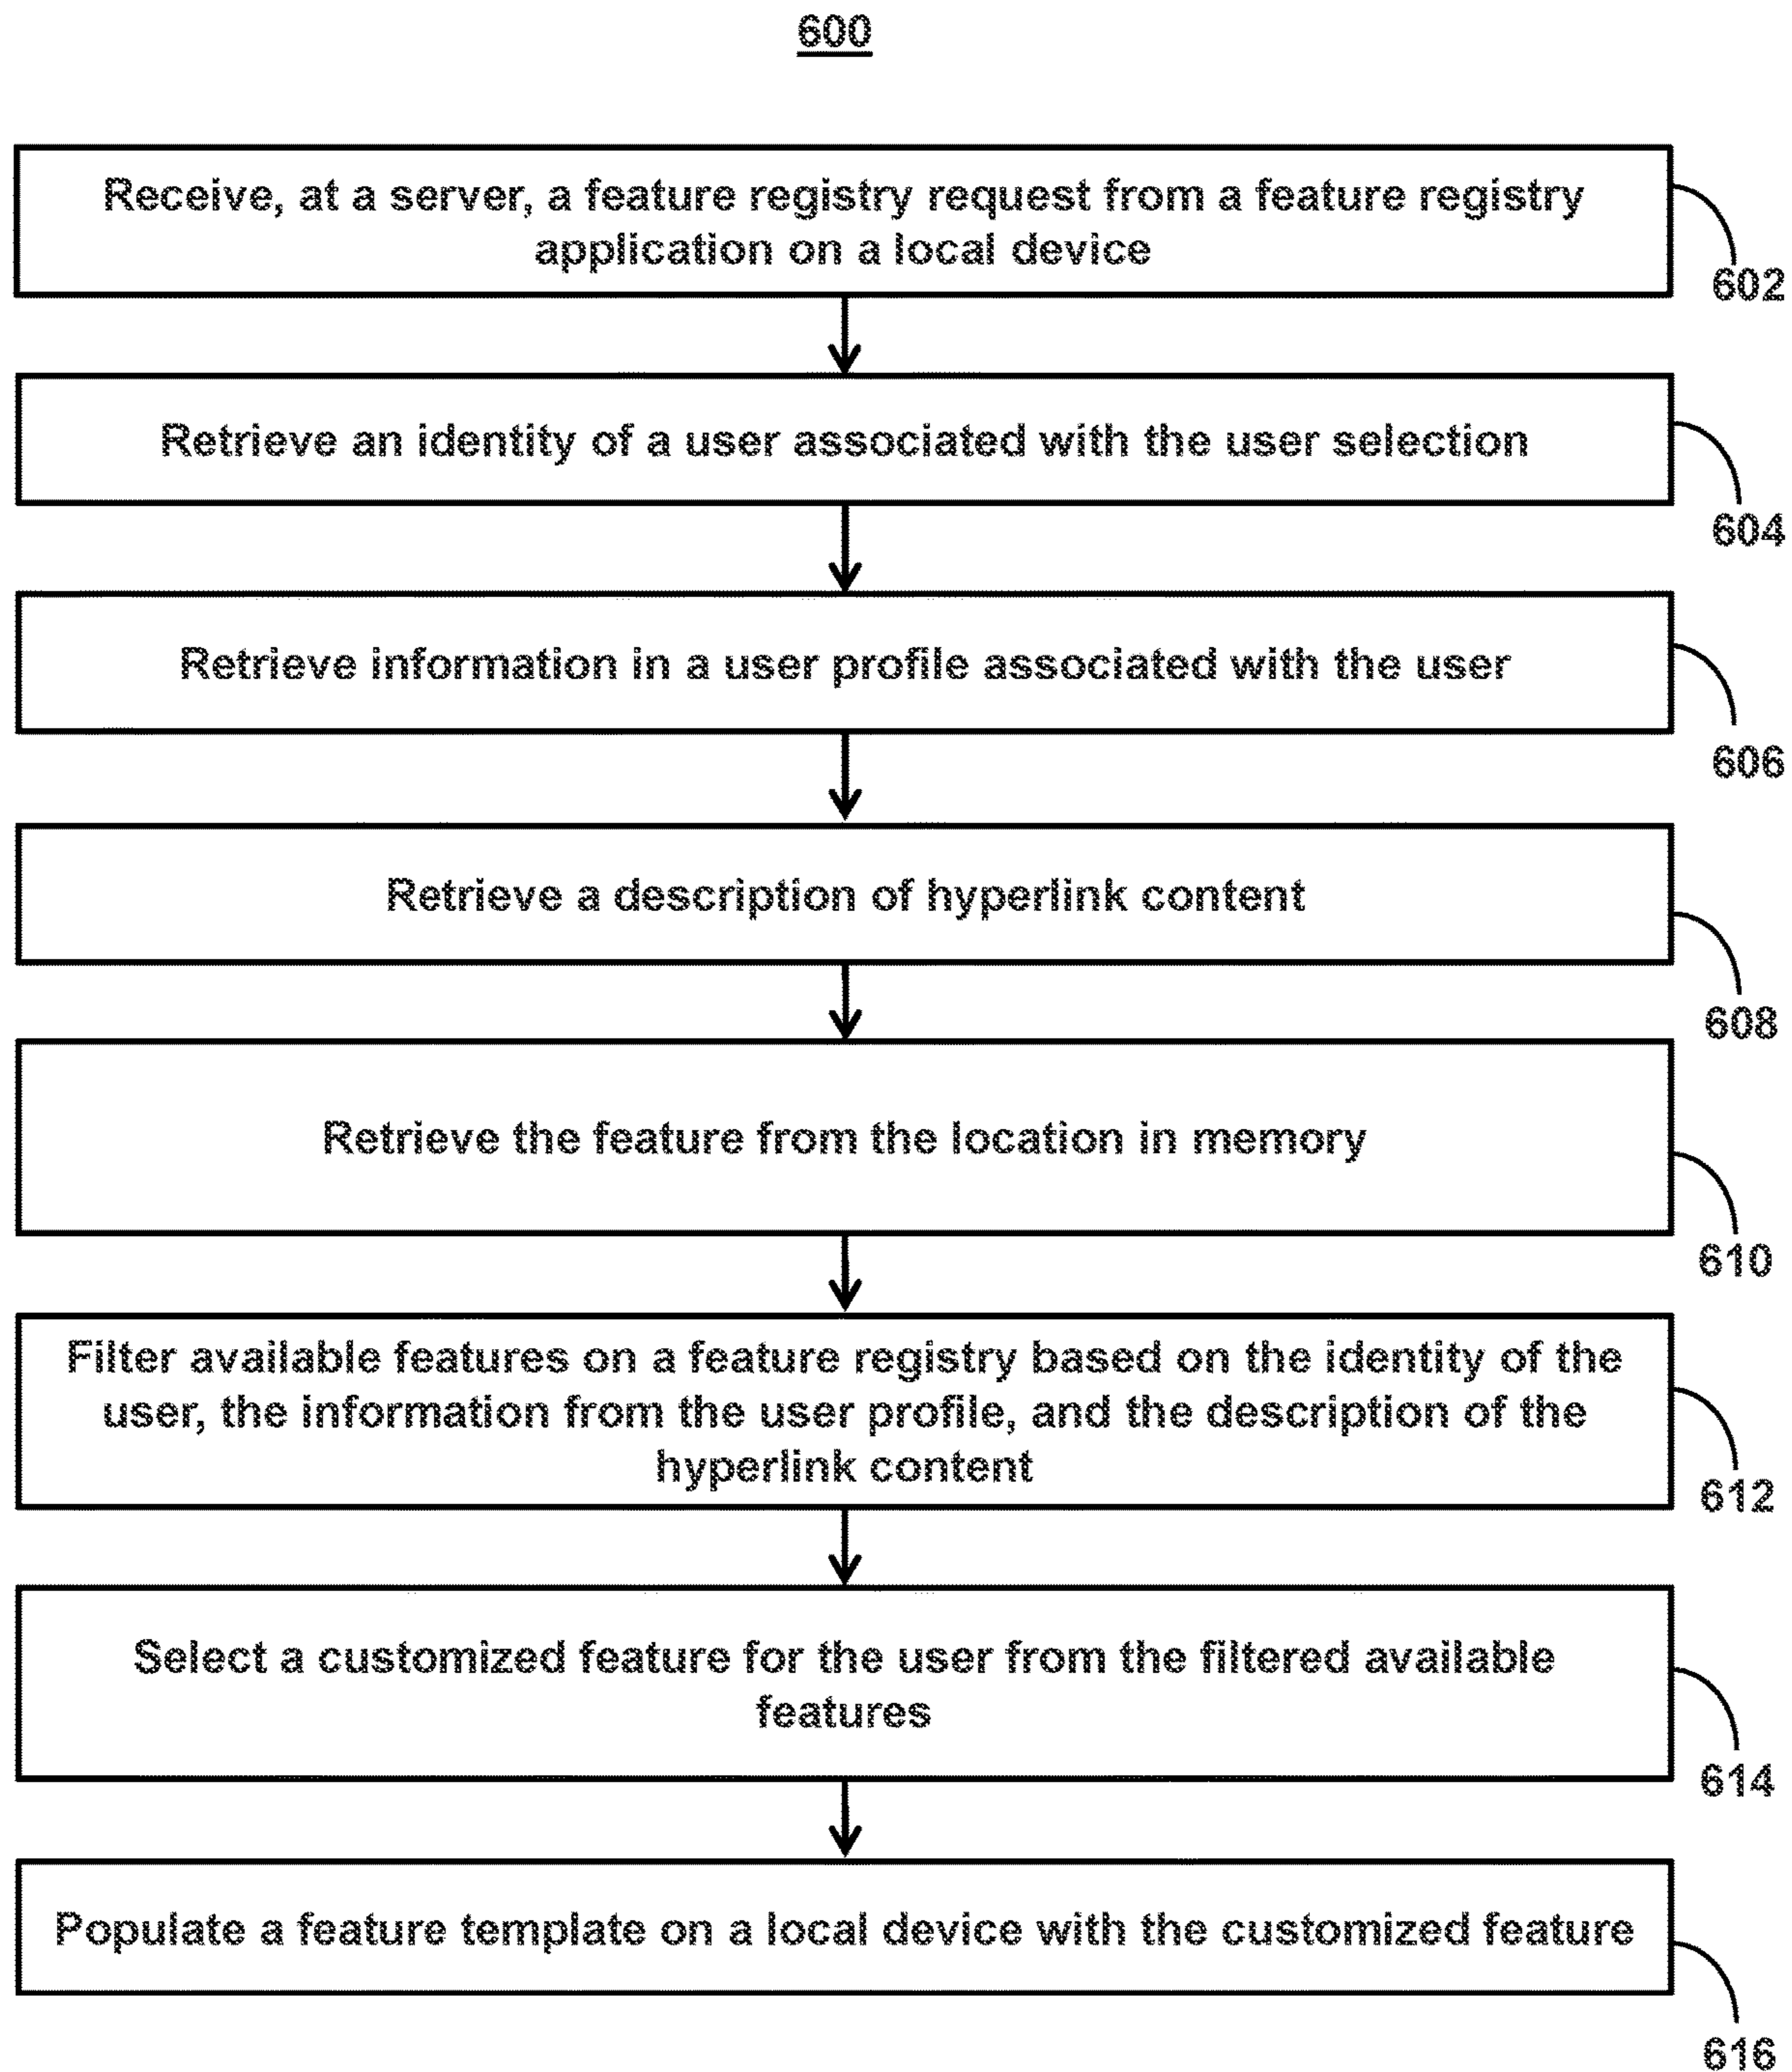 600
Receive, at a server, a feature registry request from a feature registry
application on a local device
602
Retrieve an identity of a user associated with the user selection
604
Retrieve information in a user profile associated with the user
606
Retrieve a description of hyperlink content
608
Retrieve the feature from the location in memory
610
Filter available features on a feature registry based on the identity of the
user, the information from the user profile, and the description of the
hyperlink content
612
Select a customized feature for the user from the filtered available
features
614
Populate a feature template on a local device with the customized feature
616